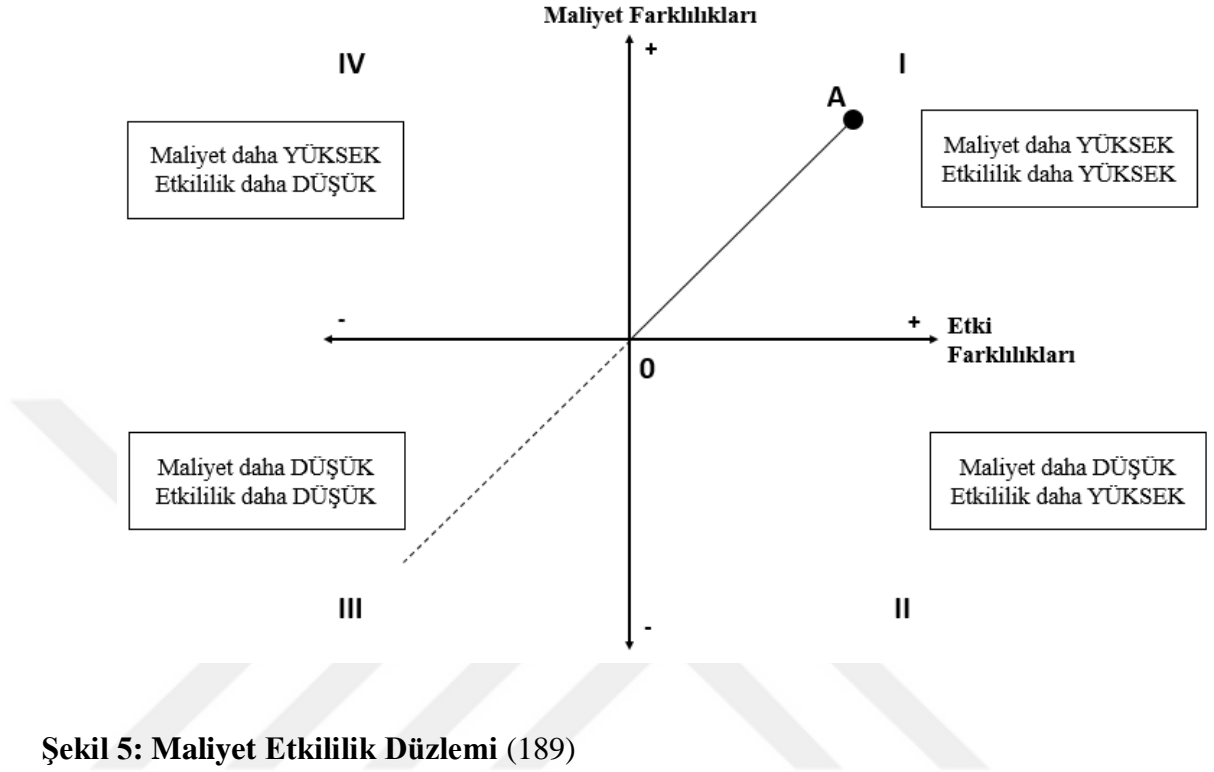 Maliyet Farklılıkları
+
IV
I
A
Maliyet daha YÜKSEK
Etkililik daha DÜŞÜK
Maliyet daha YÜKSEK
Etkililik daha YÜKSEK
-
+
Etki
Farklılıkları
0
Maliyet daha DÜŞÜK
Etkililik daha DÜŞÜK
Maliyet daha DÜŞÜK
Etkililik daha YÜKSEK
III
II
-
Şekil 5: Maliyet Etkililik Düzlemi (189)